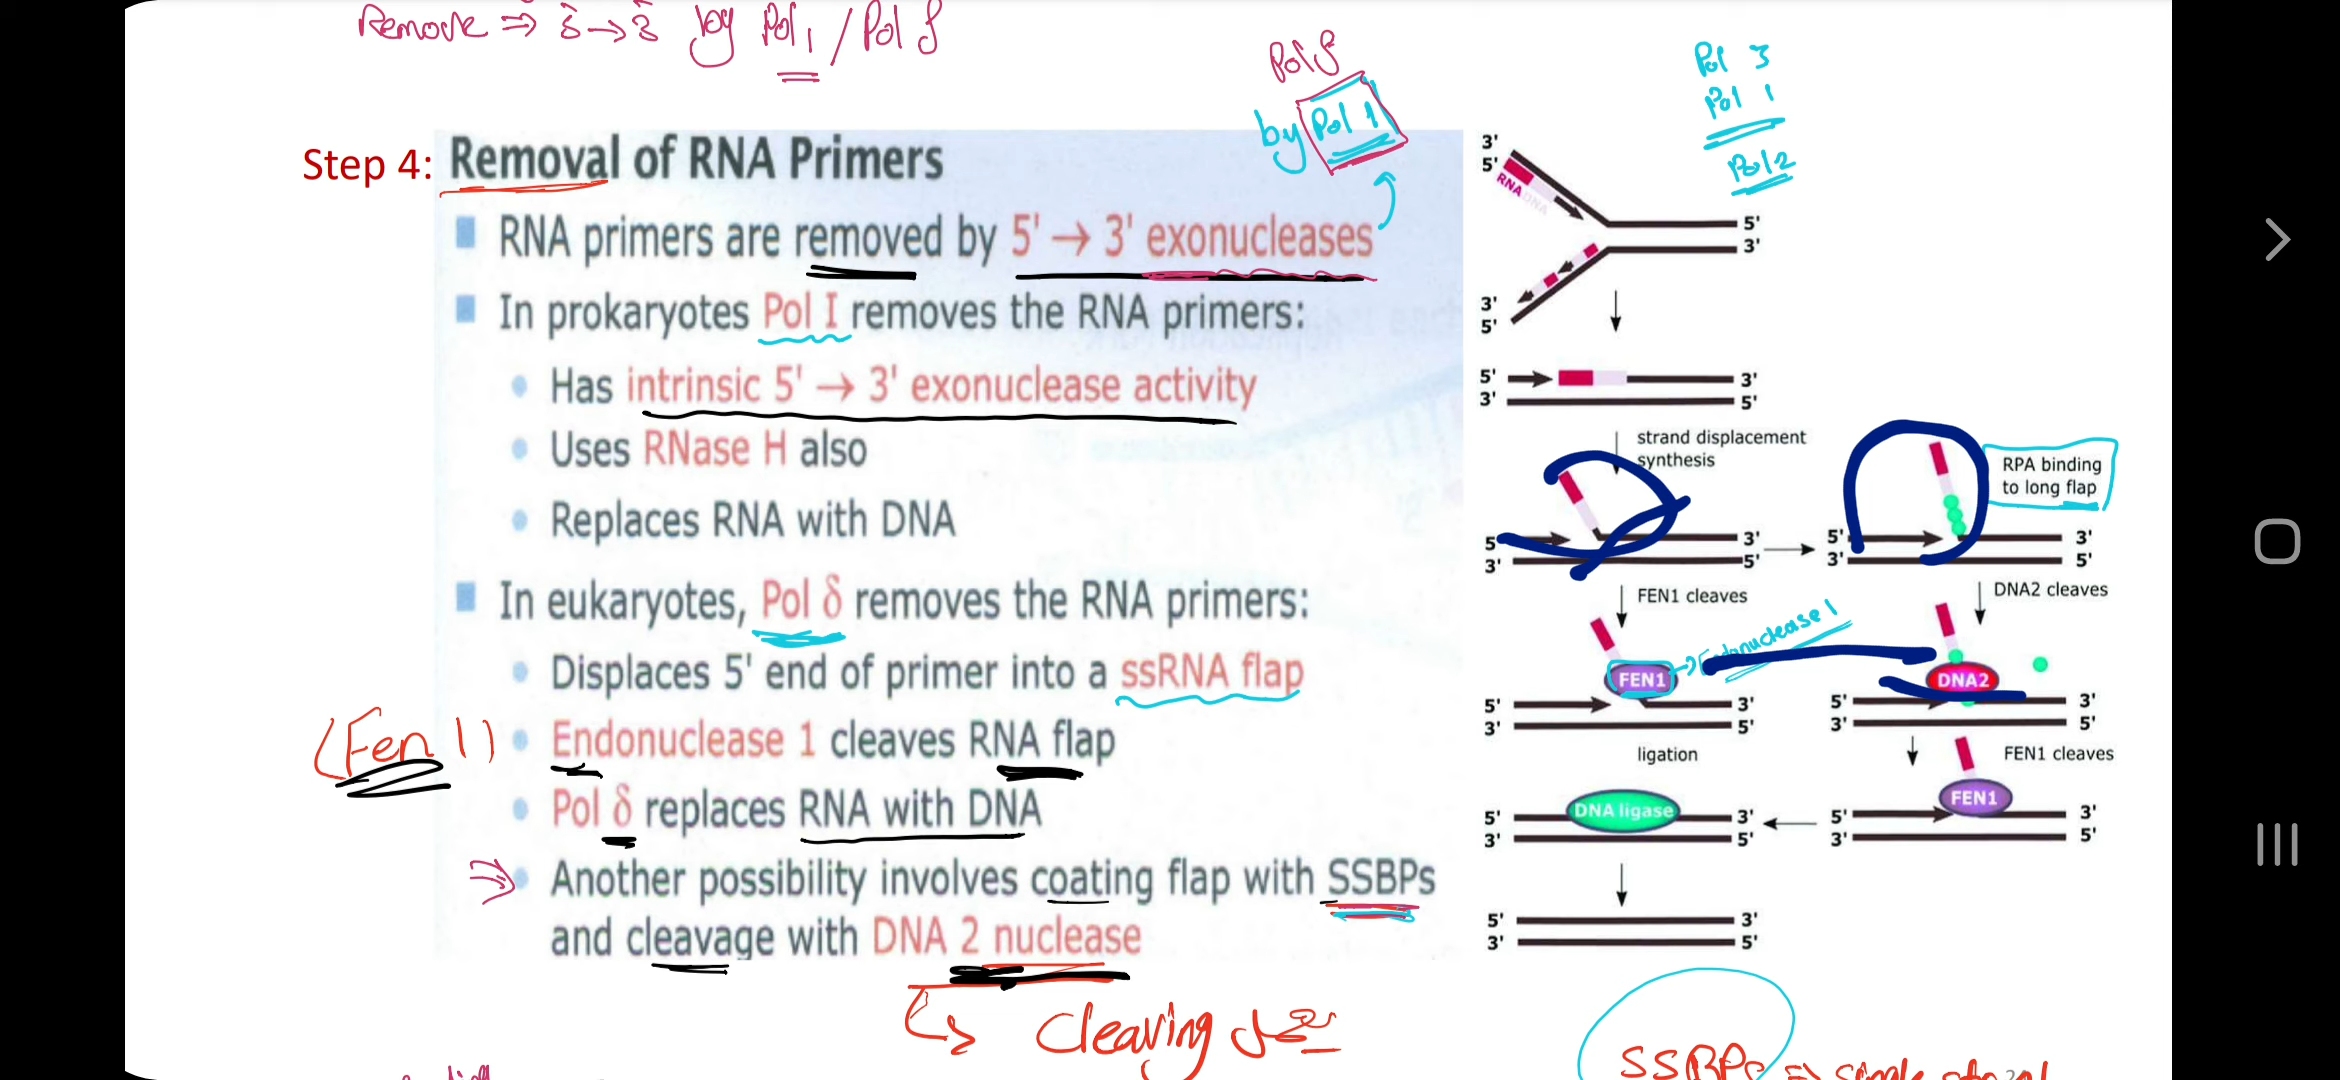 Remove ⇒ 5→3 by Pol 1 / Pol δ
Pol δ
by Pol 1
Pol 3
Pol 1
Pol 2
Step 4: Removal of RNA Primers
RNA primers are removed by 5' → 3' exonucleases
In prokaryotes Pol I removes the RNA primers:
Has intrinsic 5' → 3' exonuclease activity
Uses RNase H also
Replaces RNA with DNA
In eukaryotes, Pol δ removes the RNA primers:
Displaces 5' end of primer into a ssRNA flap
(Fen 1)
Endonuclease 1 cleaves RNA flap
Pol δ replaces RNA with DNA
Another possibility involves coating flap with SSBPs
and cleavage with DNA 2 nuclease
Cleaving
3'
5'
RNA
DNA
5'
3'
3'
5'
5' 3'
3' 5'
strand displacement
synthesis
RPA binding
to long flap
5' 3'
3' 5'
5' 3'
3' 5'
FEN1 cleaves
DNA2 cleaves
Endonuclease 1
FEN1
DNA2
5' 3'
3' 5'
5' 3'
3' 5'
ligation
FEN1 cleaves
DNA ligase
FEN1
5' 3'
3' 5'
5' 3'
3' 5'
5' 3'
3' 5'
SSBPs ⇒ single